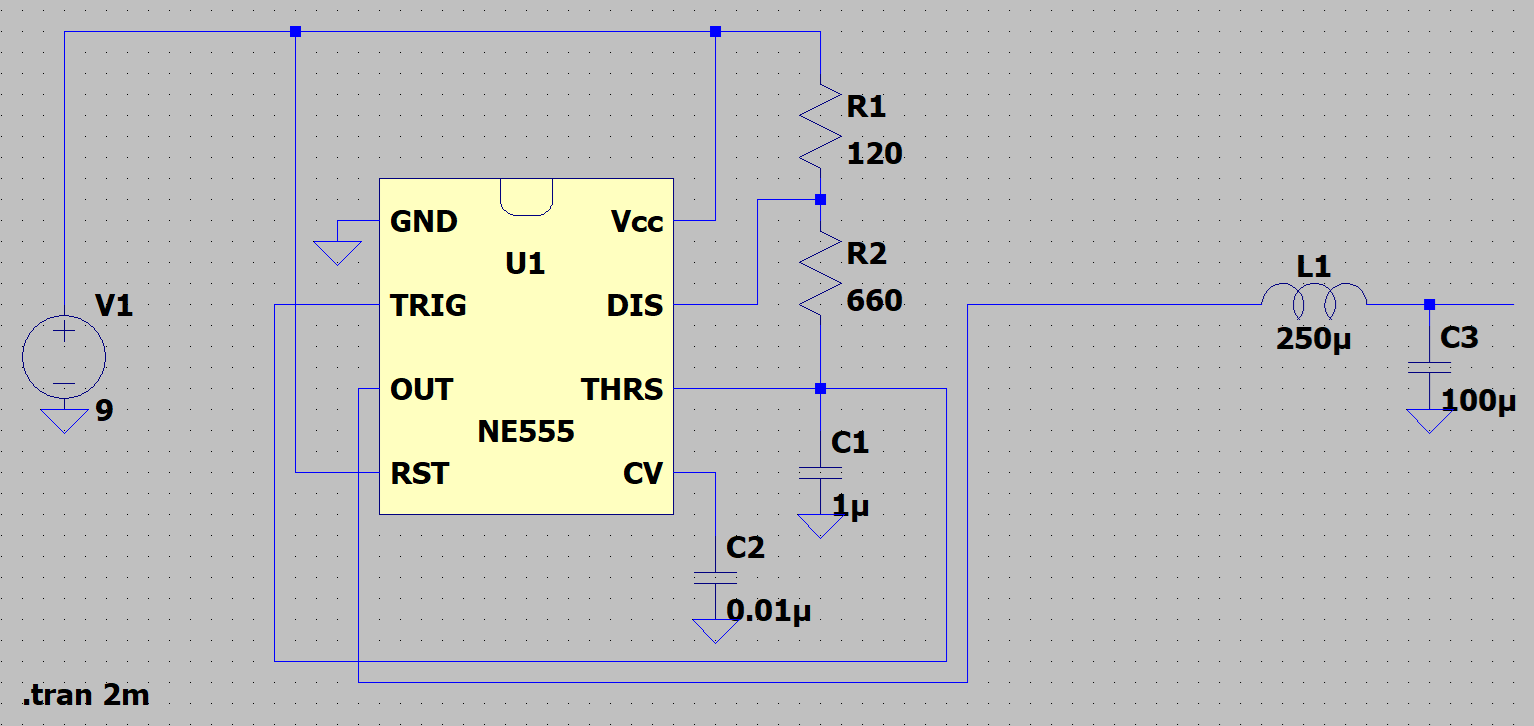 R1
120
GND
Vcc
U1
R2
660
L1
250µ
V1
9
TRIG
DIS
C3
100µ
OUT
THRS
NE555
C1
1µ
RST
CV
C2
0.01µ
.tran 2m